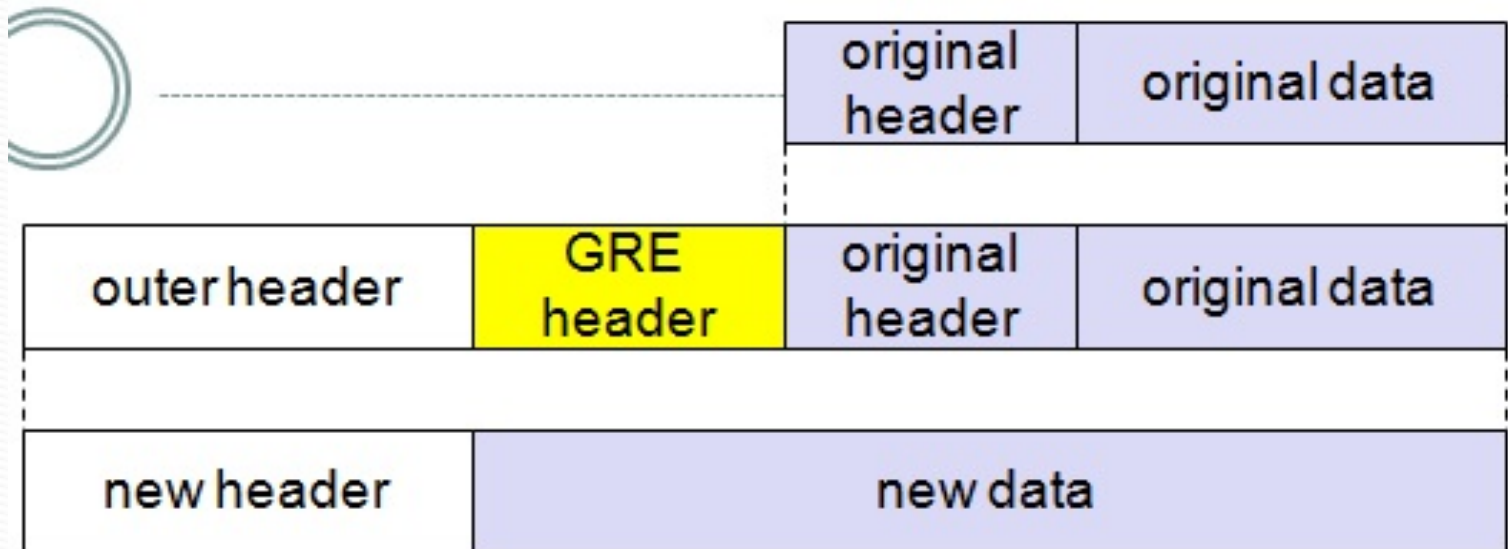 original
header
original data
outer header
GRE
header
original
header
original data
new header
new data